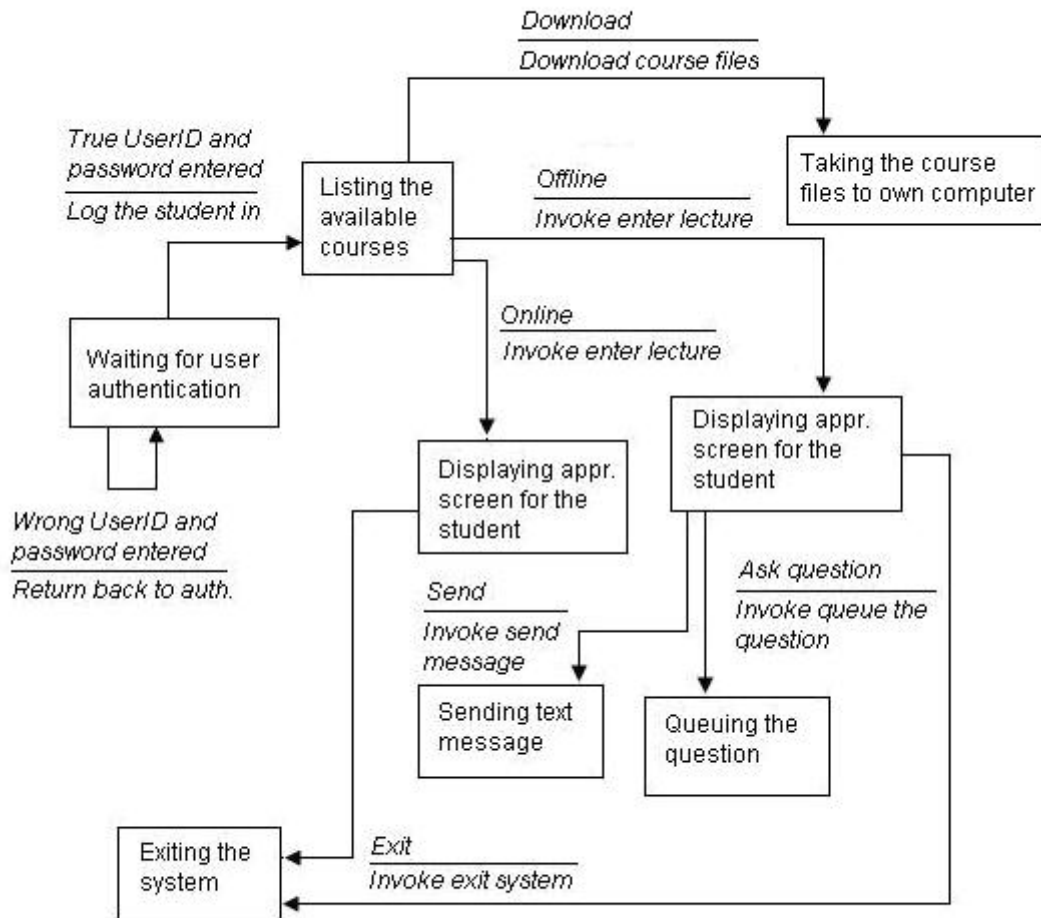 Download
Download course files
True UserID and
password entered
Log the student in
Listing the
available
courses
Offline
Invoke enter lecture
Taking the course
files to own computer
Online
Invoke enter lecture
Waiting for user
authentication
Wrong UserID and
password entered
Return back to auth.
Displaying appr.
screen for the
student
Displaying appr.
screen for the
student
Send
Invoke send
message
Ask question
Invoke queue the
question
Sending text
message
Queuing the
question
Exiting the
system
Exit
Invoke exit system